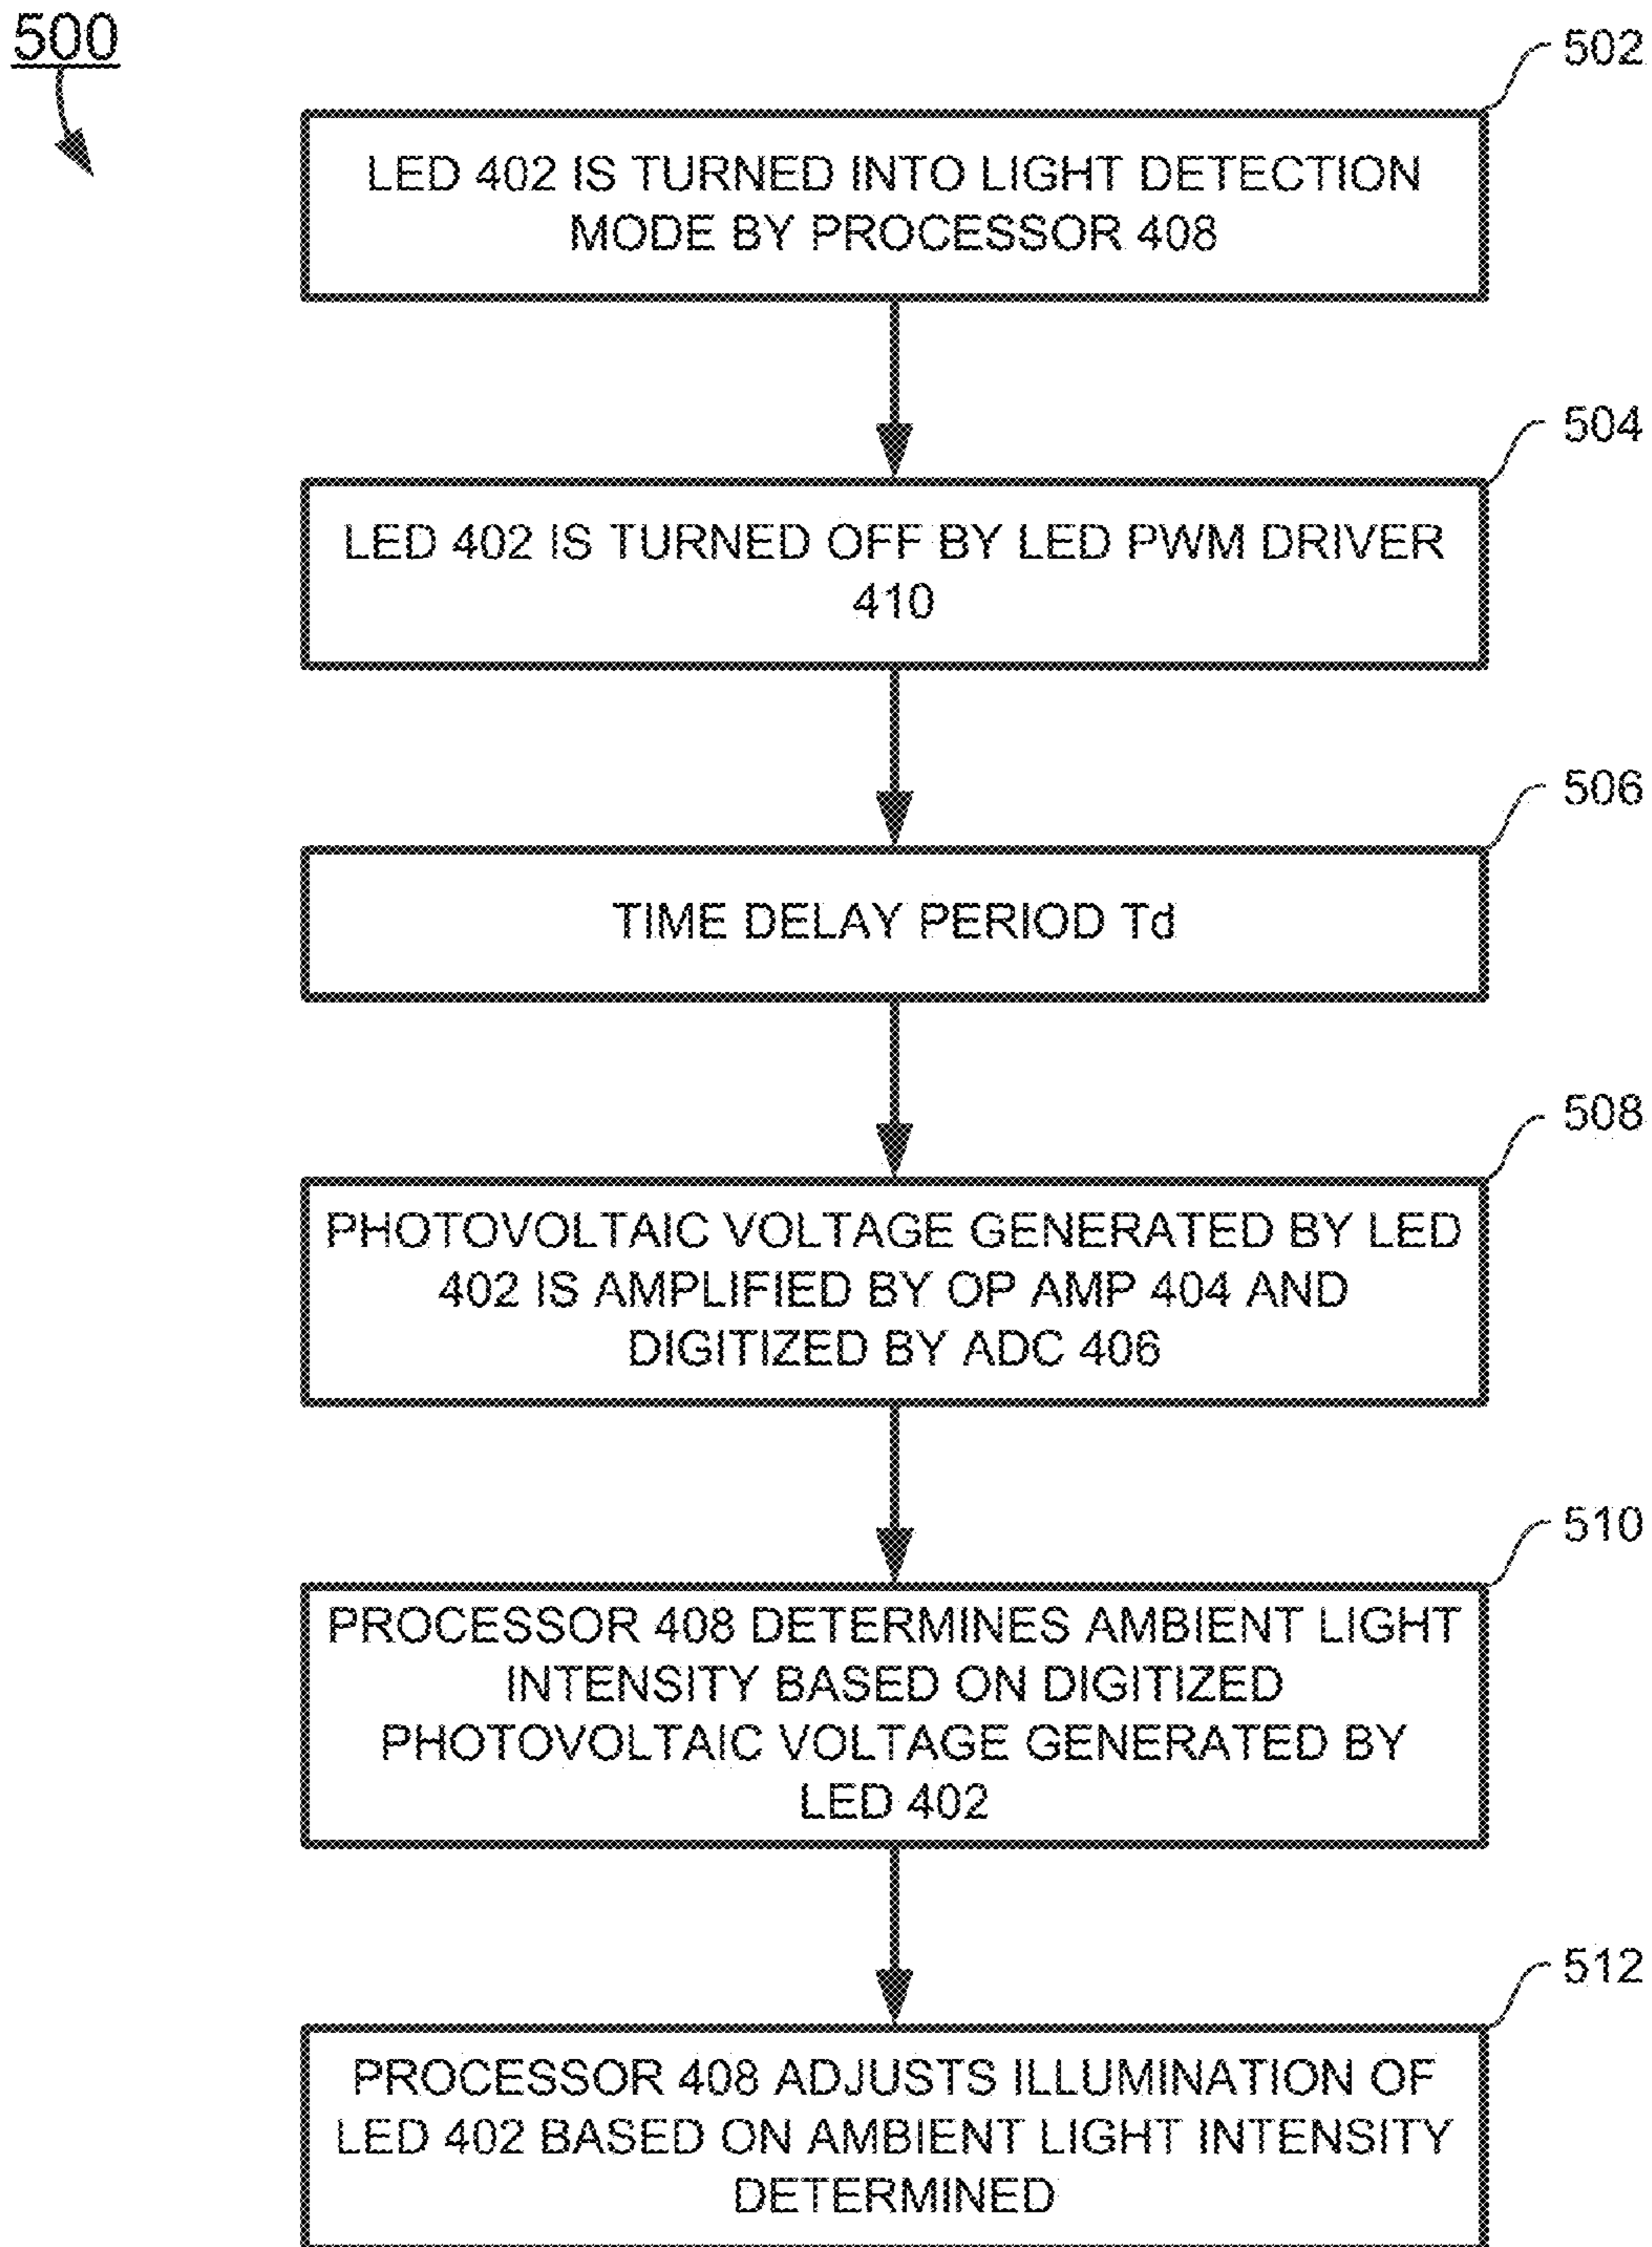 500
502
LED 402 IS TURNED INTO LIGHT DETECTION
MODE BY PROCESSOR 408
504
LED 402 IS TURNED OFF BY LED PWM DRIVER
410
506
TIME DELAY PERIOD Td
508
PHOTOVOLTAIC VOLTAGE GENERATED BY LED
402 IS AMPLIFIED BY OP AMP 404 AND
DIGITIZED BY ADC 406
510
PROCESSOR 408 DETERMINES AMBIENT LIGHT
INTENSITY BASED ON DIGITIZED
PHOTOVOLTAIC VOLTAGE GENERATED BY
LED 402
512
PROCESSOR 408 ADJUSTS ILLUMINATION OF
LED 402 BASED ON AMBIENT LIGHT INTENSITY
DETERMINED